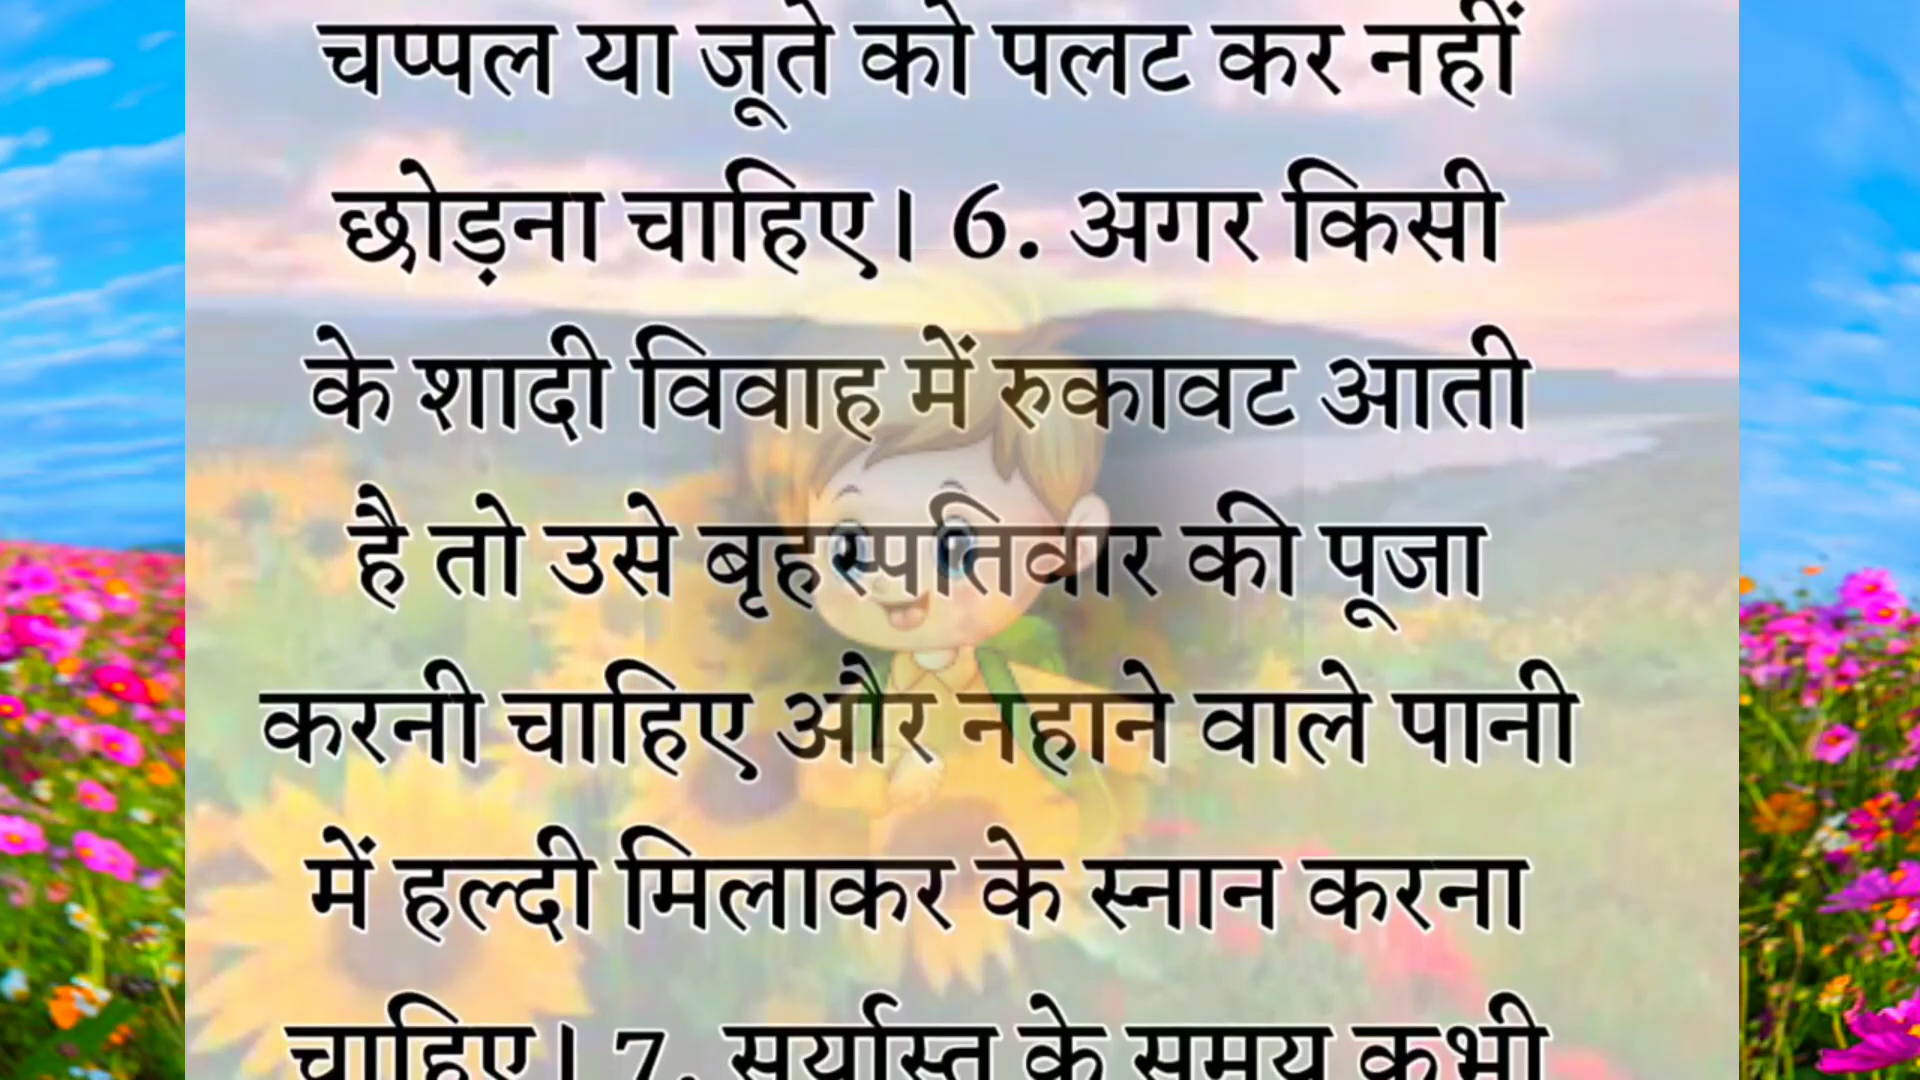 चप्पल या जूते को पलट कर नहीं
छोड़ना चाहिए। 6. अगर किसी
के शादी विवाह में रुकावट आती
है तो उसे बृहस्पतिवार की पूजा
करनी चाहिए और नहाने वाले पानी
में हल्दी मिलाकर के स्नान करना
चाहिए। 7. सूर्यास्त के समय कभी